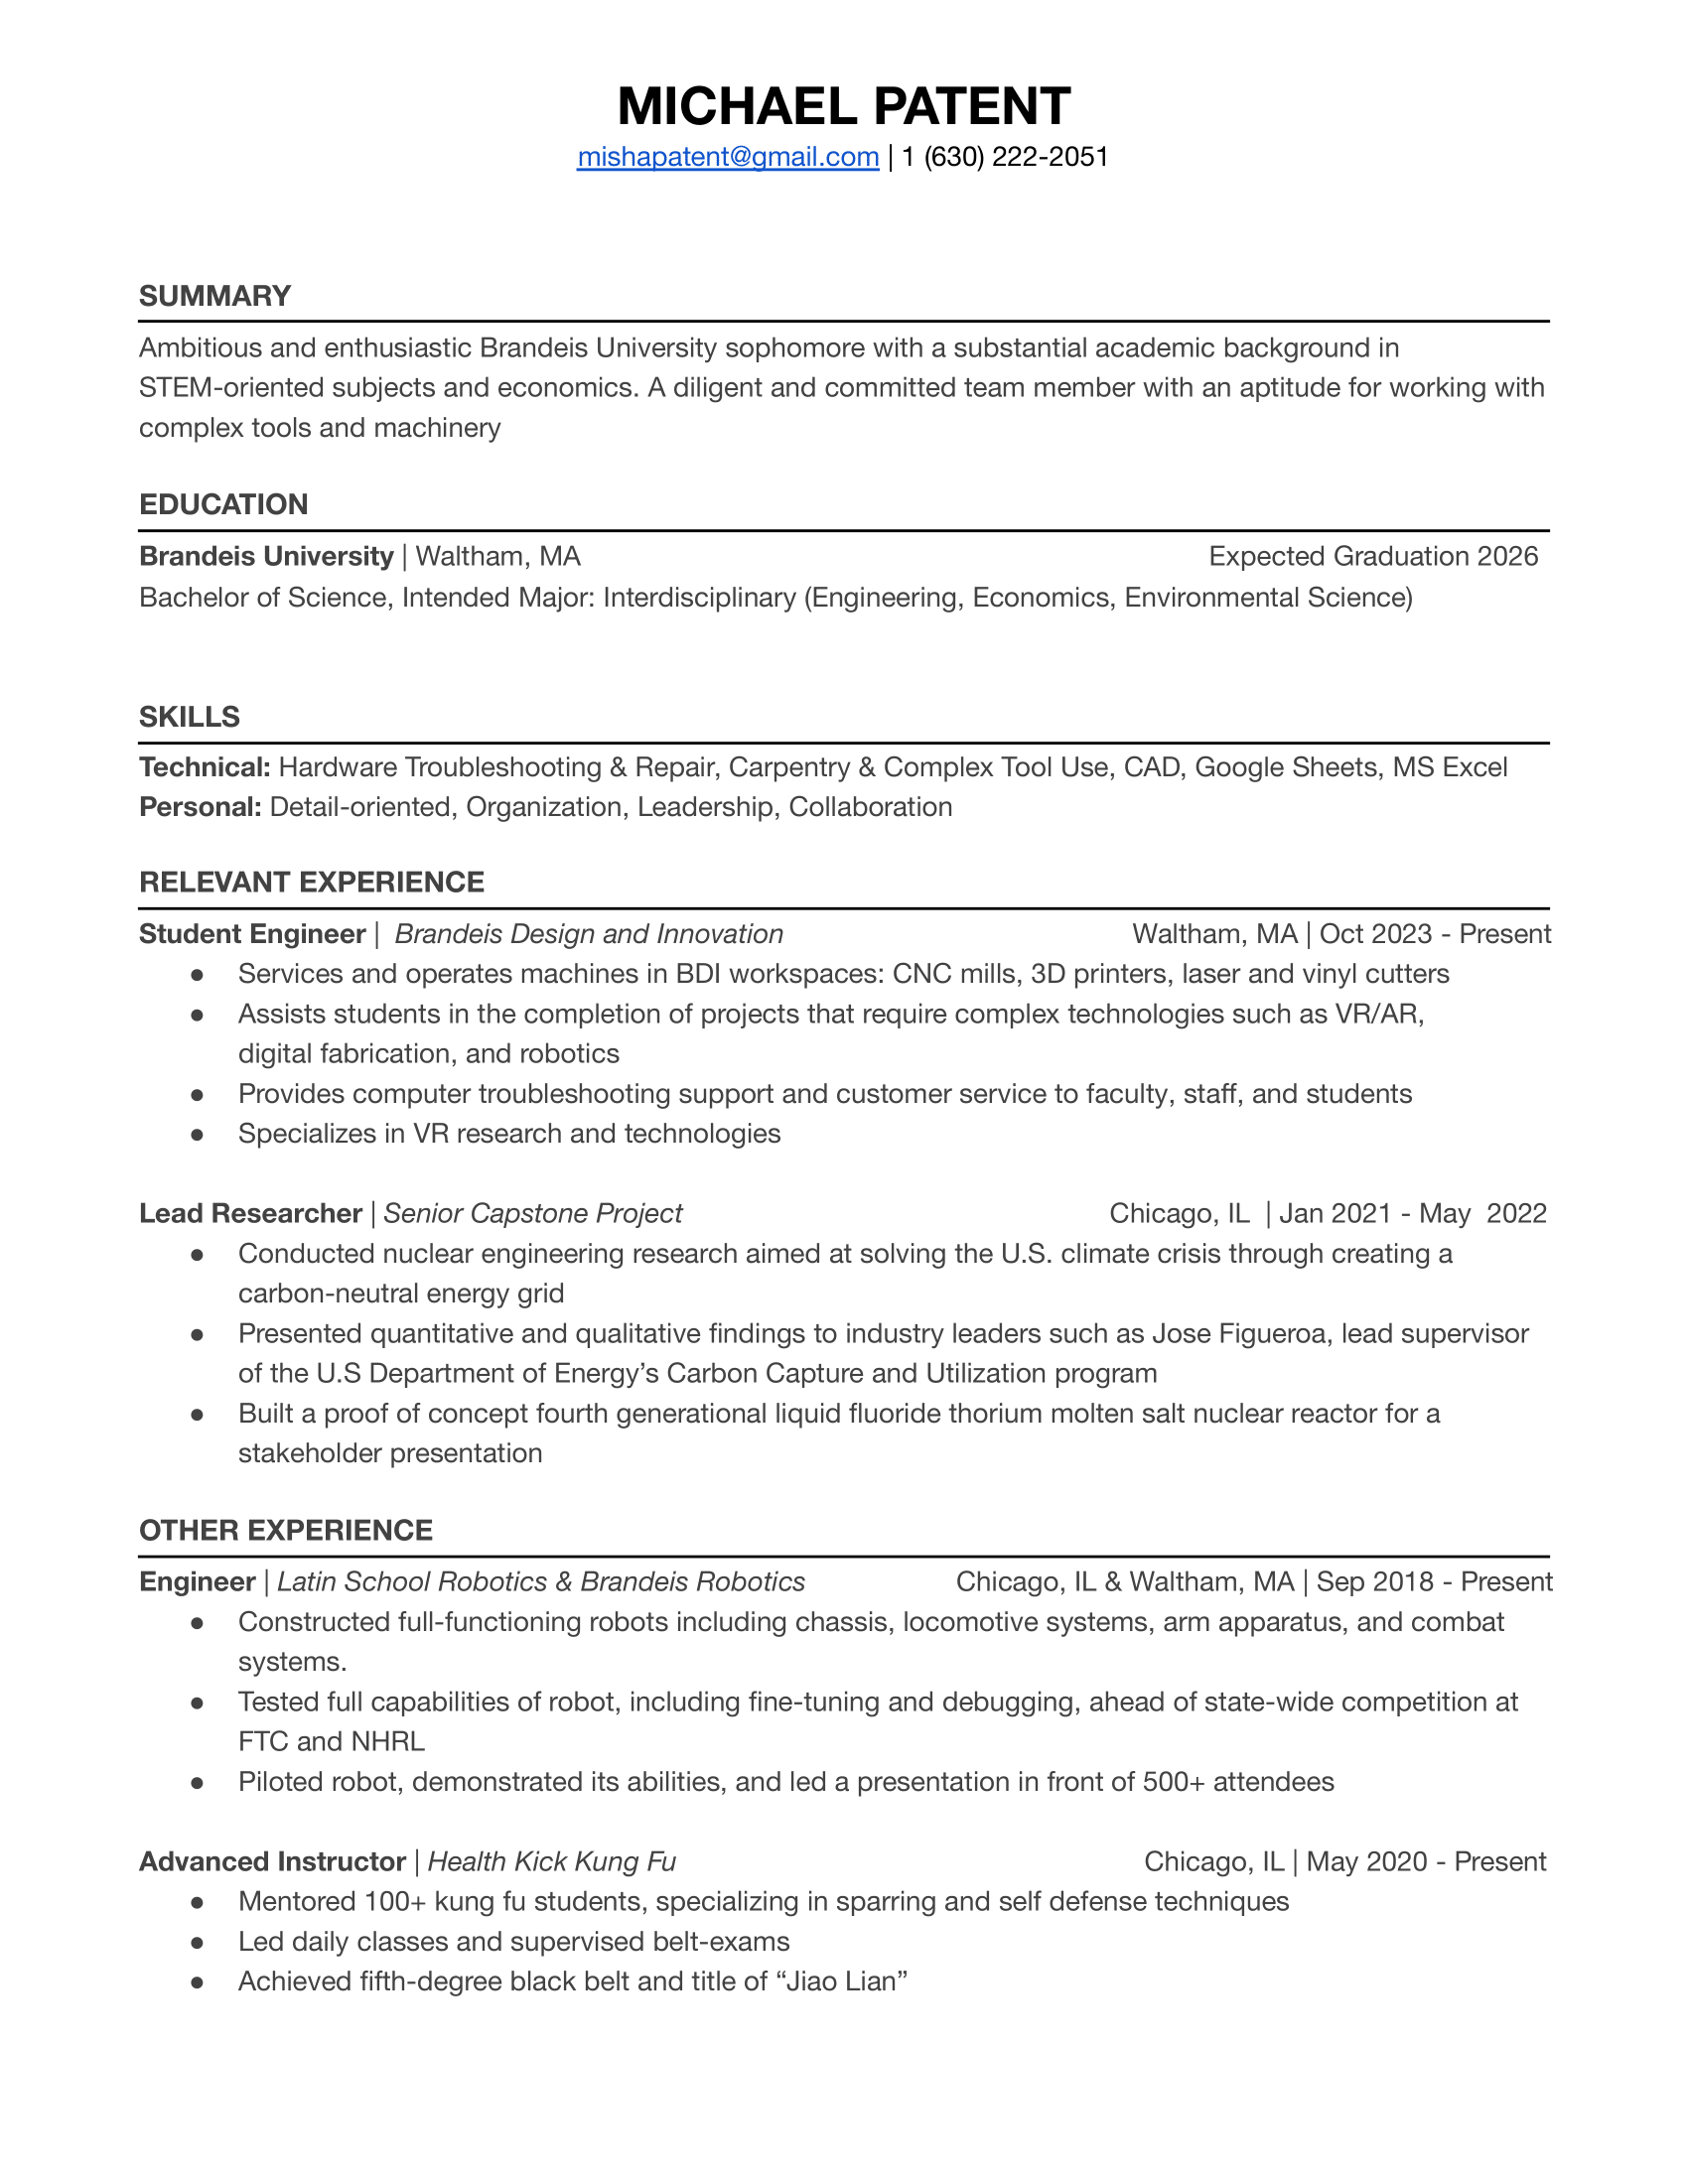 MICHAEL PATENT
mishapatent@gmail.com | 1 (630) 222-2051
SUMMARY
Ambitious and enthusiastic Brandeis University sophomore with a substantial academic background in
STEM-oriented subjects and economics. A diligent and committed team member with an aptitude for working with
complex tools and machinery
EDUCATION
Brandeis University | Waltham, MA Expected Graduation 2026
Bachelor of Science, Intended Major: Interdisciplinary (Engineering, Economics, Environmental Science)
SKILLS
Technical: Hardware Troubleshooting & Repair, Carpentry & Complex Tool Use, CAD, Google Sheets, MS Excel
Personal: Detail-oriented, Organization, Leadership, Collaboration
RELEVANT EXPERIENCE
Student Engineer | Brandeis Design and Innovation Waltham, MA | Oct 2023 - Present
● Services and operates machines in BDI workspaces: CNC mills, 3D printers, laser and vinyl cutters
● Assists students in the completion of projects that require complex technologies such as VR/AR,
digital fabrication, and robotics
● Provides computer troubleshooting support and customer service to faculty, staff, and students
● Specializes in VR research and technologies
Lead Researcher | Senior Capstone Project Chicago, IL | Jan 2021 - May 2022
● Conducted nuclear engineering research aimed at solving the U.S. climate crisis through creating a
carbon-neutral energy grid
● Presented quantitative and qualitative findings to industry leaders such as Jose Figueroa, lead supervisor
of the U.S Department of Energy’s Carbon Capture and Utilization program
● Built a proof of concept fourth generational liquid fluoride thorium molten salt nuclear reactor for a
stakeholder presentation
OTHER EXPERIENCE
Engineer | Latin School Robotics & Brandeis Robotics Chicago, IL & Waltham, MA | Sep 2018 - Present
● Constructed full-functioning robots including chassis, locomotive systems, arm apparatus, and combat
systems.
● Tested full capabilities of robot, including fine-tuning and debugging, ahead of state-wide competition at
FTC and NHRL
● Piloted robot, demonstrated its abilities, and led a presentation in front of 500+ attendees
Advanced Instructor | Health Kick Kung Fu Chicago, IL | May 2020 - Present
● Mentored 100+ kung fu students, specializing in sparring and self defense techniques
● Led daily classes and supervised belt-exams
● Achieved fifth-degree black belt and title of “Jiao Lian”